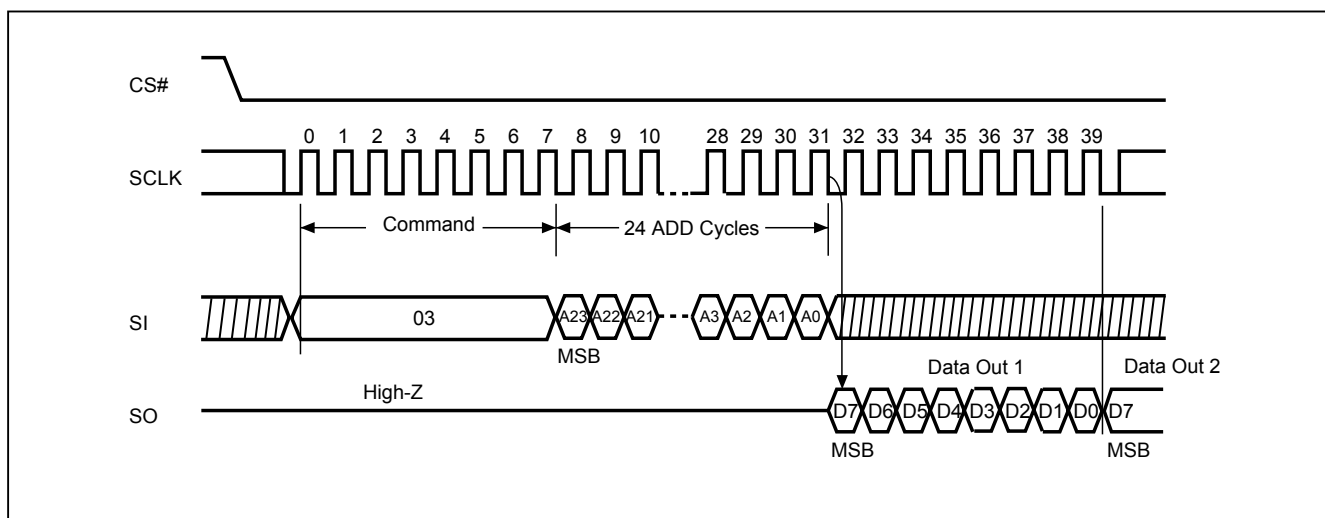 CS#
0 1 2 3 4 5 6 7 8 9 10 28 29 30 31 32 33 34 35 36 37 38 39
SCLK
Command
24 ADD Cycles
SI
03 A23 A22 A21 A3 A2 A1 A0
MSB
Data Out 1
Data Out 2
High-Z
SO
D7 D6 D5 D4 D3 D2 D1 D0 D7
MSB
MSB